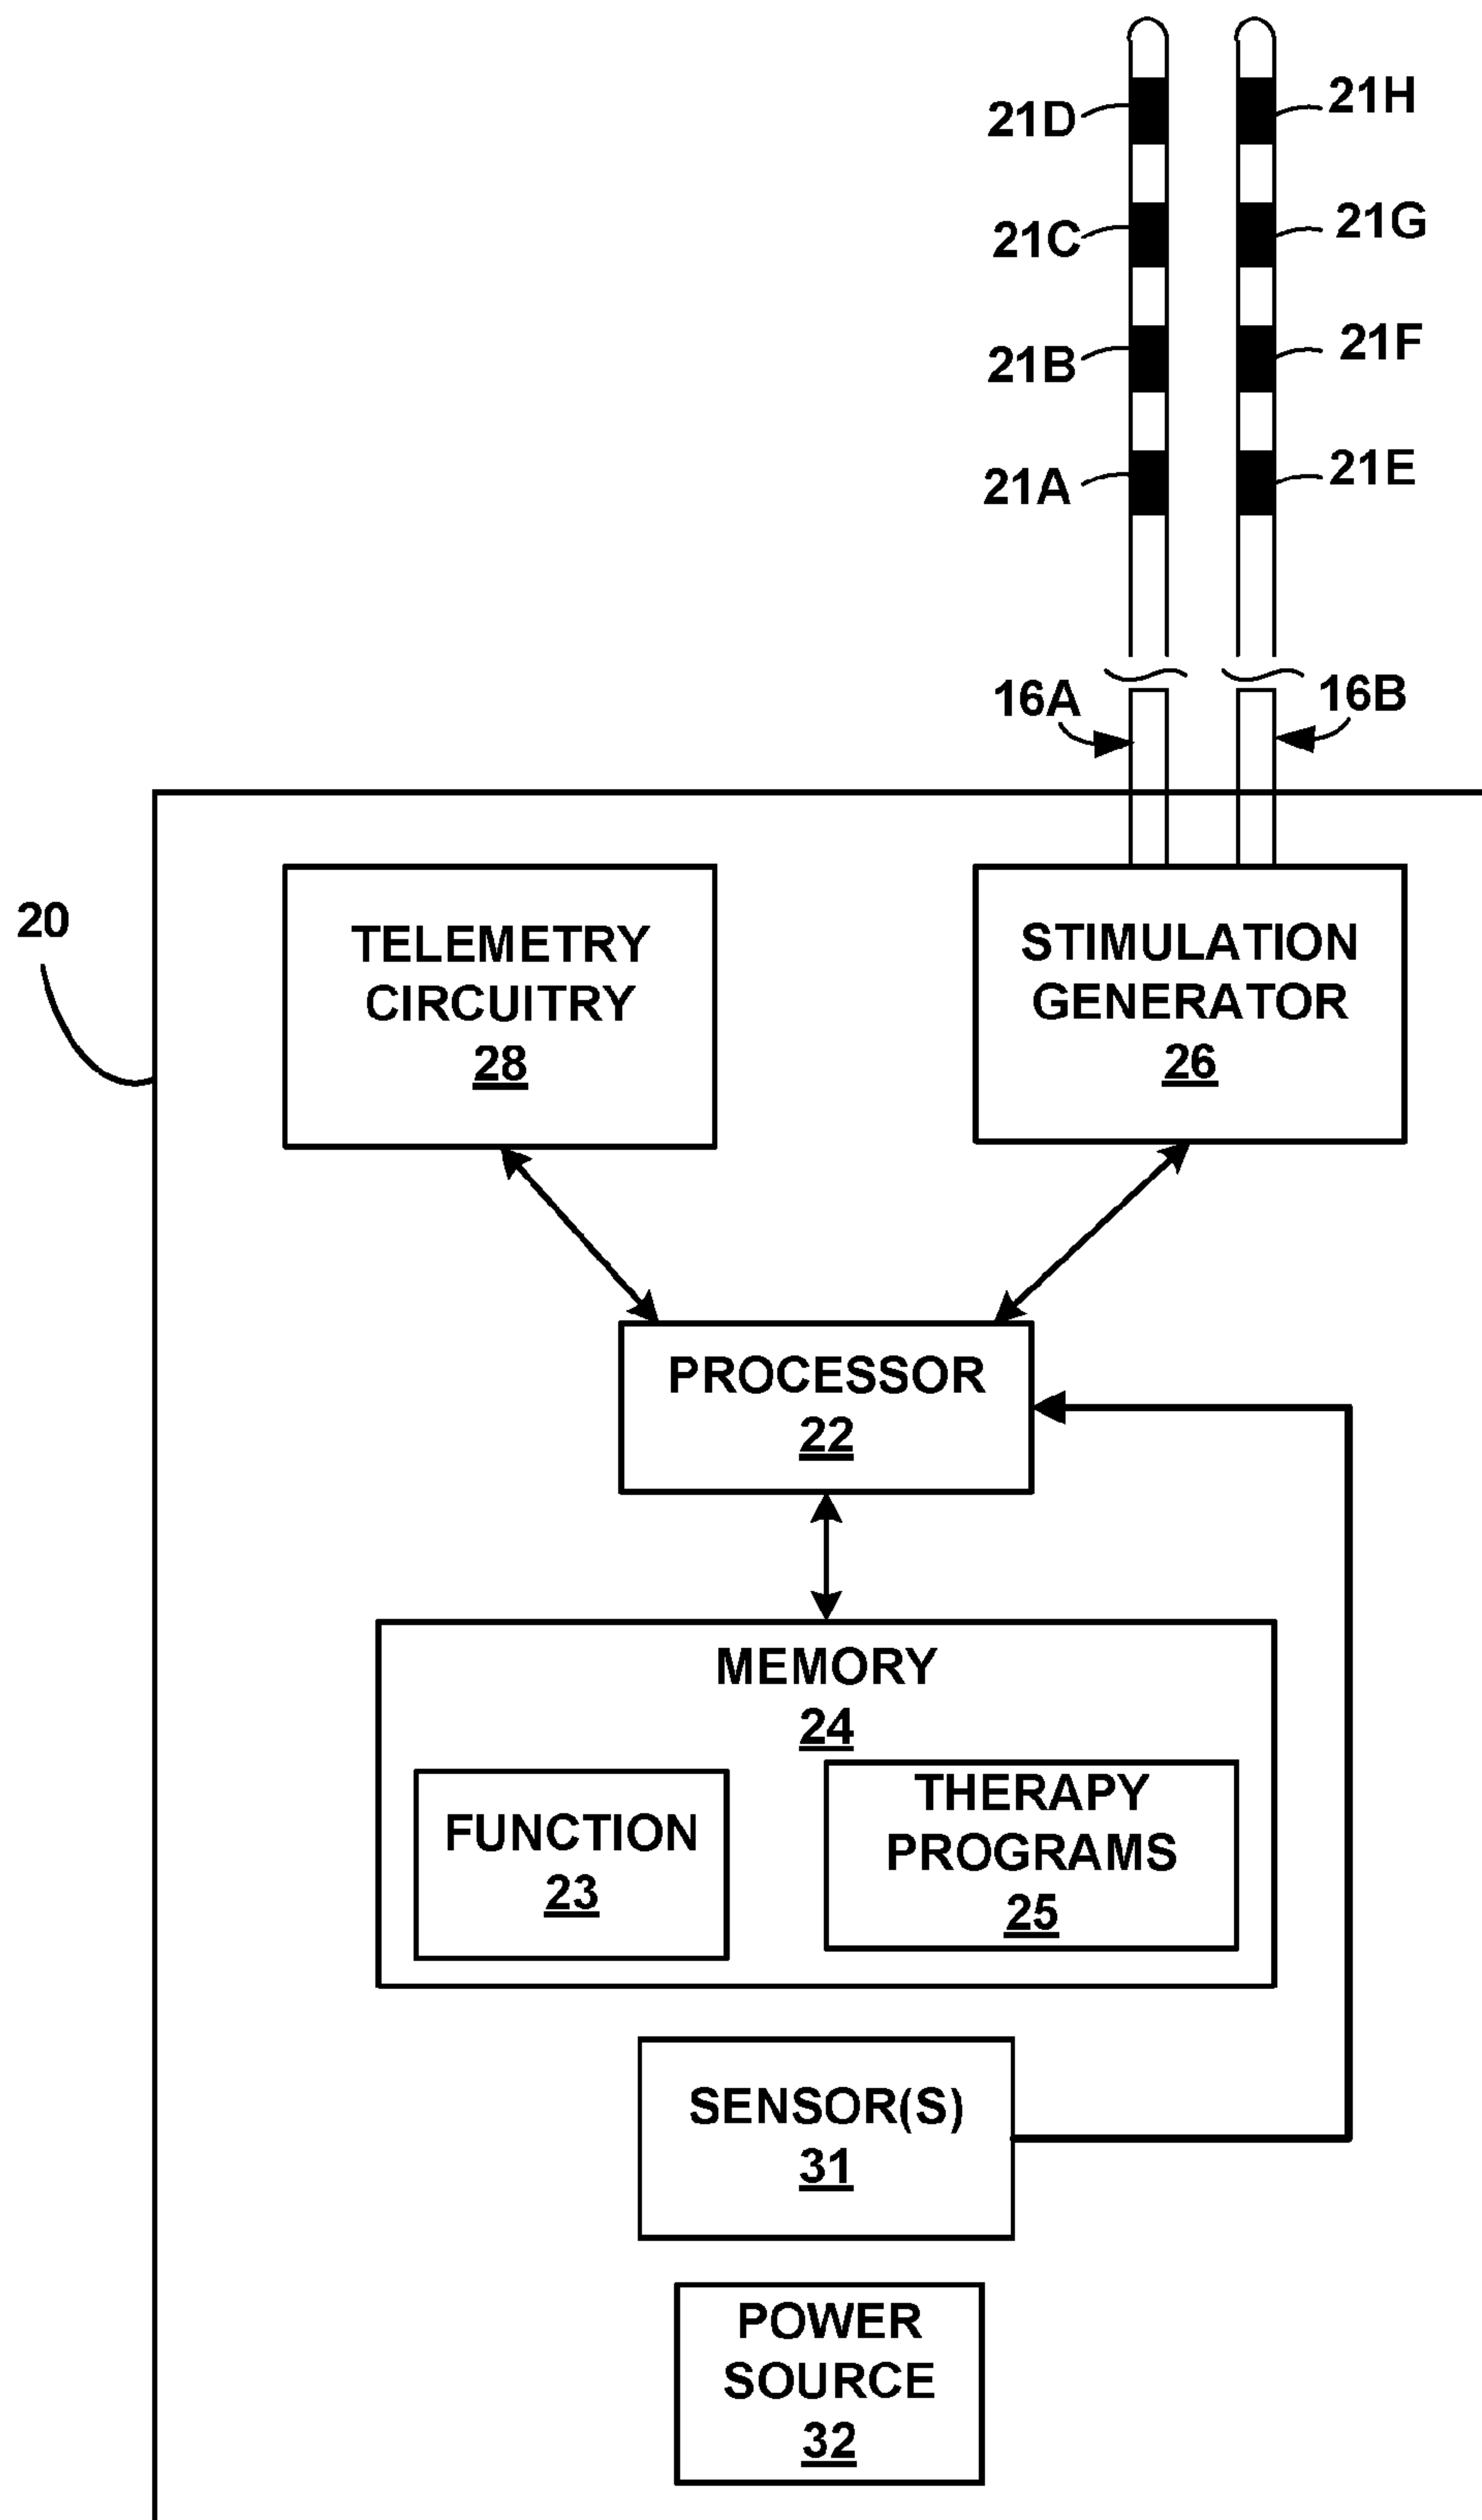 21D
21H
21C
21G
21B
21F
21A
21E
16A
16B
20
TELEMETRY
CIRCUITRY
28
STIMULATION
GENERATOR
26
PROCESSOR
22
MEMORY
24
FUNCTION
23
THERAPY
PROGRAMS
25
SENSOR(S)
31
POWER
SOURCE
32